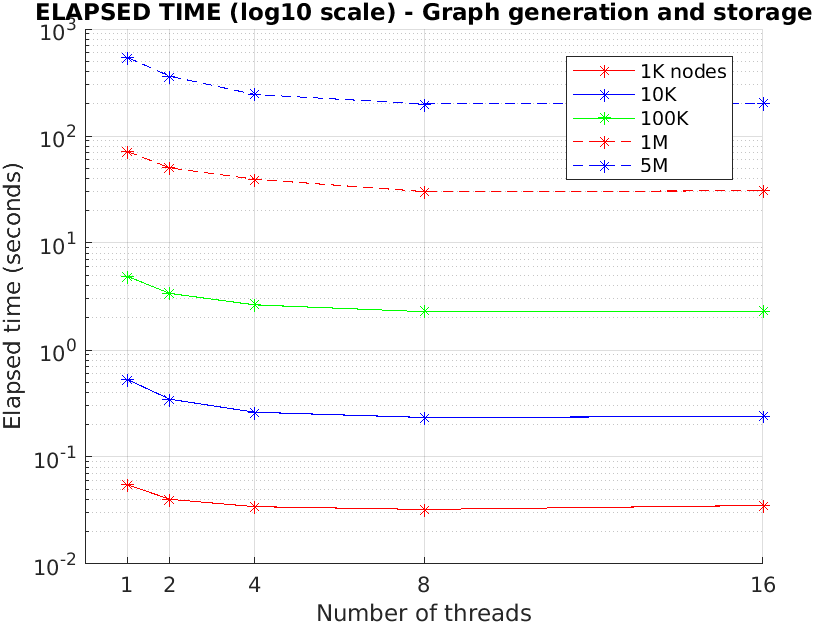 ELAPSED TIME (log10 scale) - Graph generation and storage
10^3
10^2
10^1
10^0
10^-1
10^-2
Elapsed time (seconds)
1K nodes
10K
100K
1M
5M
1 2 4 8 16
Number of threads